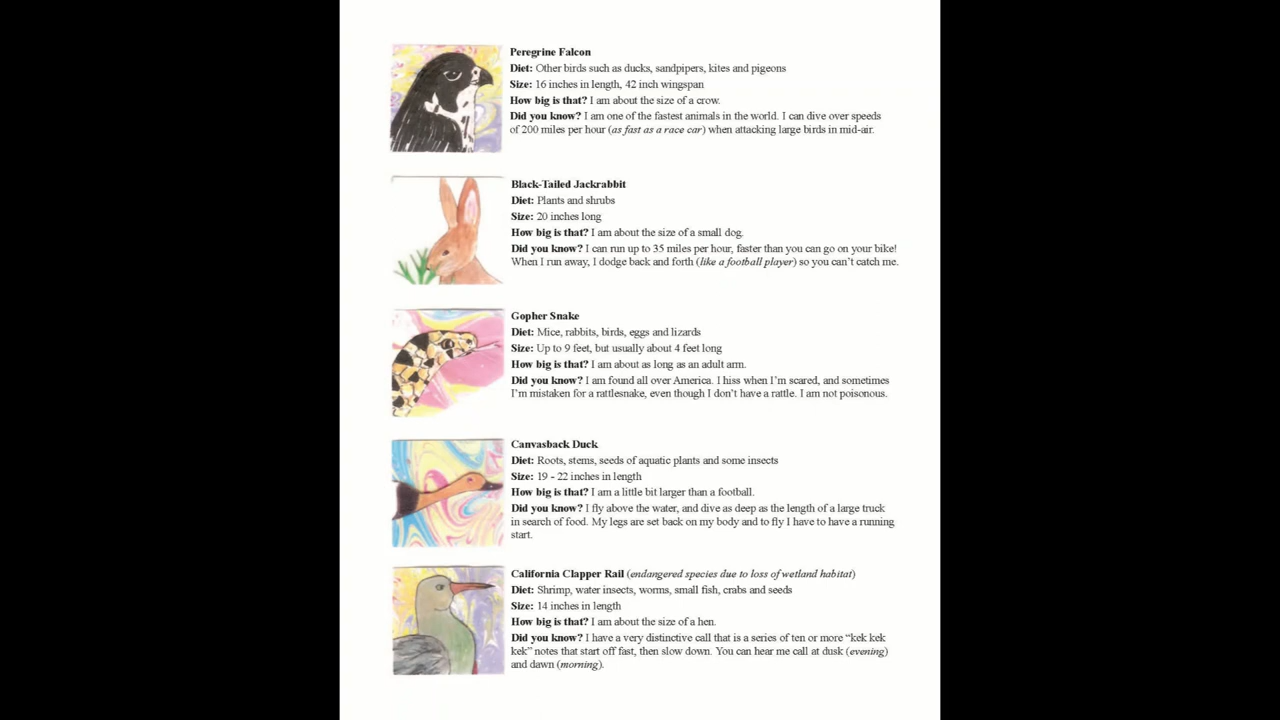 Peregrine Falcon
Diet: Other birds such as ducks, sandpipers, kites and pigeons
Size: 16 inches in length, 42 inch wingspan
How big is that? I am about the size of a crow.
Did you know? I am one of the fastest animals in the world. I can dive over speeds
of 200 miles per hour (as fast as a race car) when attacking large birds in mid-air.
Black-Tailed Jackrabbit
Diet: Plants and shrubs
Size: 20 inches long
How big is that? I am about the size of a small dog.
Did you know? I can run up to 35 miles per hour, faster than you can go on your bike!
When I run away, I dodge back and forth (like a football player) so you can't catch me.
Gopher Snake
Diet: Mice, rabbits, birds, eggs and lizards
Size: Up to 9 feet, but usually about 4 feet long
How big is that? I am about as long as an adult arm.
Did you know? I am found all over America. I hiss when I'm scared, and sometimes
I'm mistaken for a rattlesnake, even though I don't have a rattle. I am not poisonous.
Canvasback Duck
Diet: Roots, stems, seeds of aquatic plants and some insects
Size: 19 - 22 inches in length
How big is that? I am a little bit larger than a football.
Did you know? I fly above the water, and dive as deep as the length of a large truck
in search of food. My legs are set back on my body and to fly I have to have a running
start.
California Clapper Rail (endangered species due to loss of wetland habitat)
Diet: Shrimp, water insects, worms, small fish, crabs and seeds
Size: 14 inches in length
How big is that? I am about the size of a hen.
Did you know? I have a very distinctive call that is a series of ten or more “kek kek
kek” notes that start off fast, then slow down. You can hear me call at dusk (evening)
and dawn (morning).